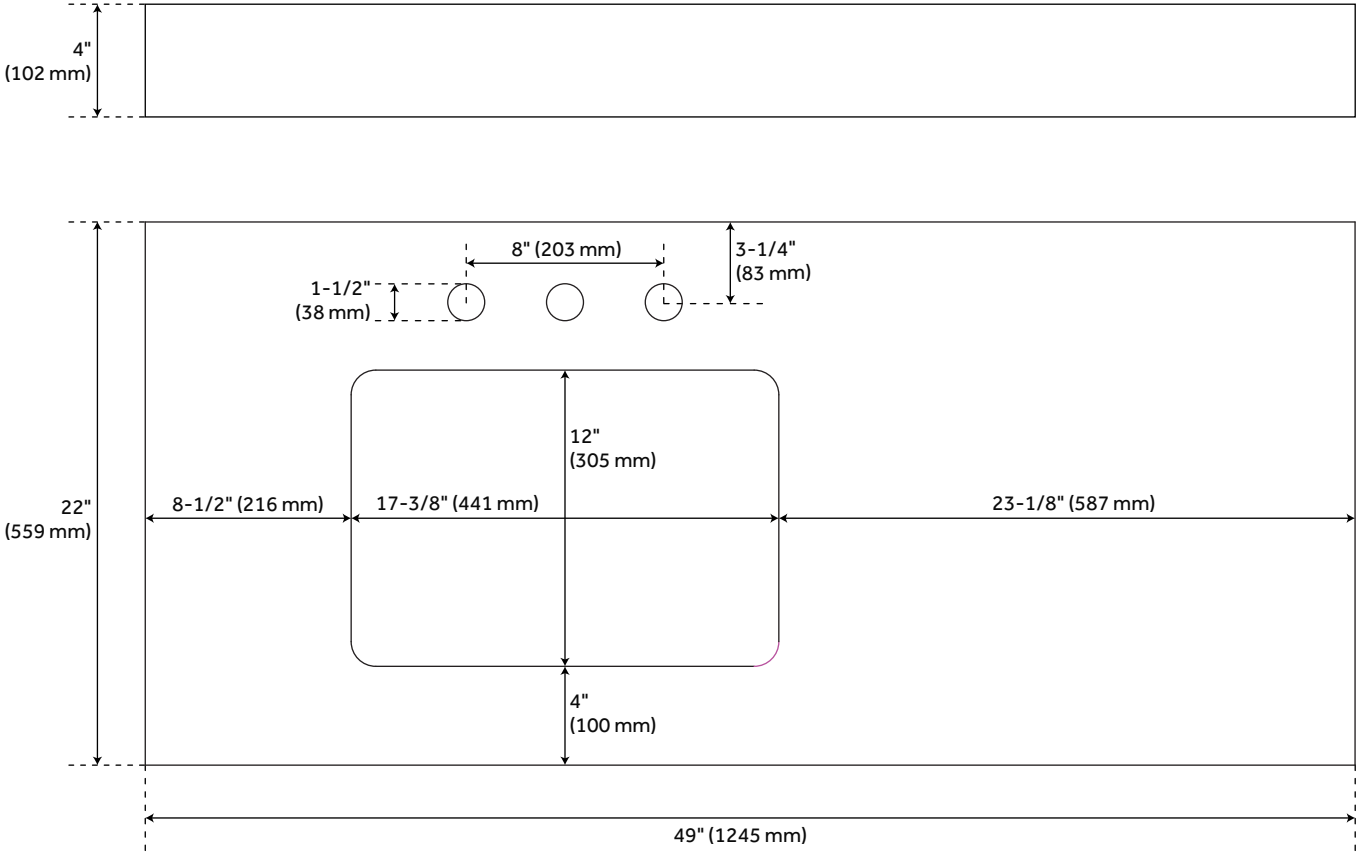 4"
(102 mm)
8" (203 mm)
3-1/4"
(83 mm)
1-1/2"
(38 mm)
12"
(305 mm)
22"
(559 mm)
8-1/2" (216 mm)
17-3/8" (441 mm)
23-1/8" (587 mm)
4"
(100 mm)
49" (1245 mm)